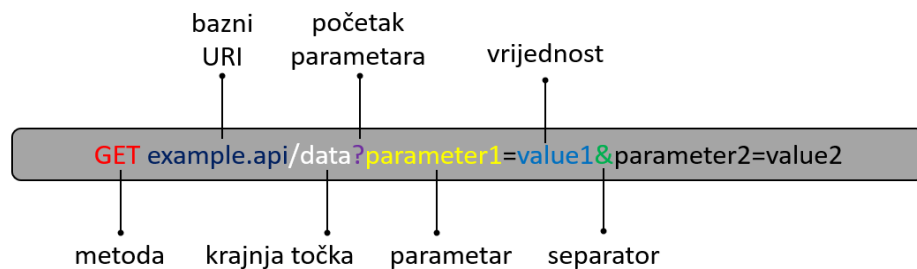 bazni
URI
početak
parametara
vrijednost
GET example.api/data?parameter1=value1&parameter2=value2
metoda
krajnja točka
parametar
separator